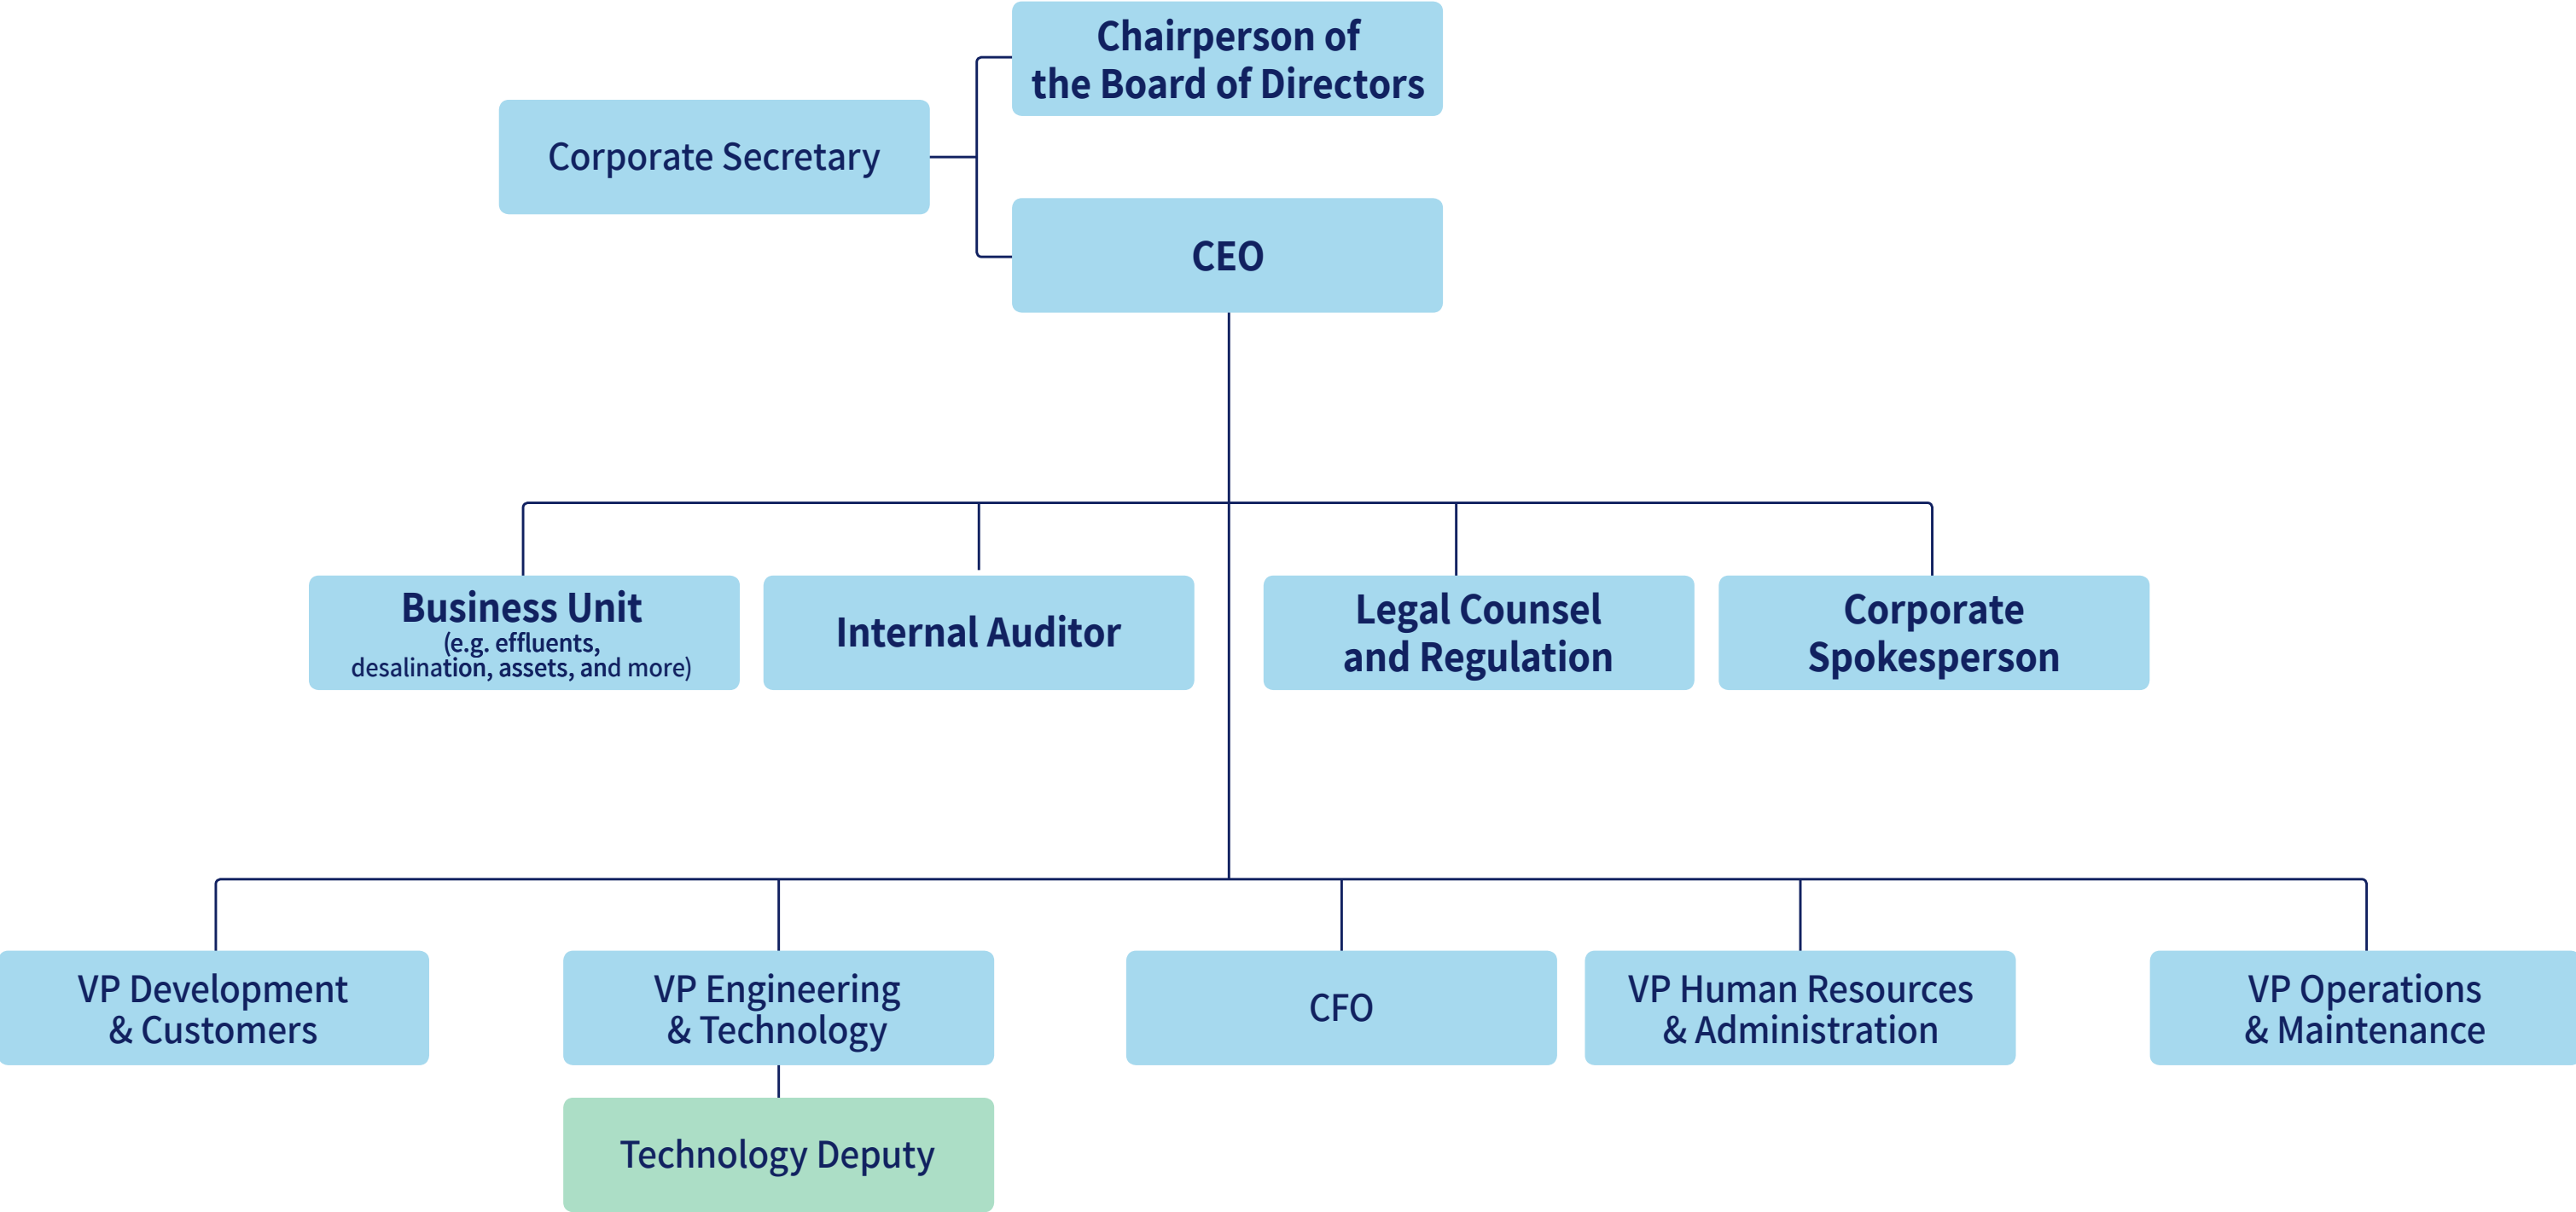 Chairperson of
the Board of Directors
Corporate Secretary
CEO
Business Unit
(e.g. effluents,
desalination, assets, and more)
Internal Auditor
Legal Counsel
and Regulation
Corporate
Spokesperson
VP Development
& Customers
VP Engineering
& Technology
CFO
VP Human Resources
& Administration
VP Operations
& Maintenance
Technology Deputy